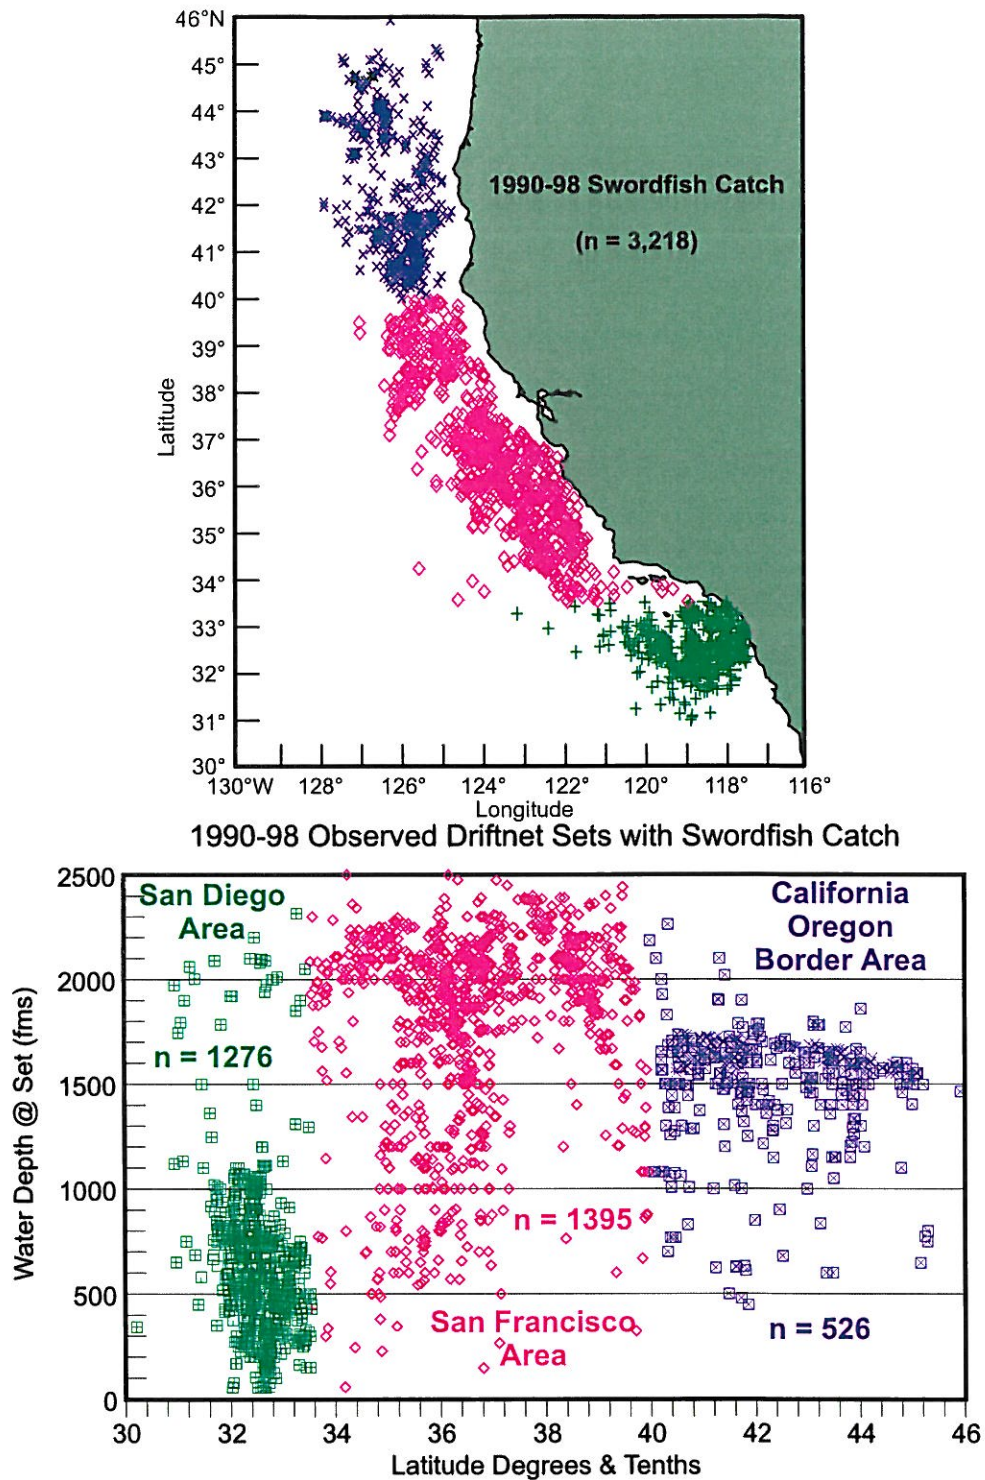 46°N
45°
44°
43°
42°
41°
40°
39°
38°
37°
36°
35°
34°
33°
32°
31°
30°
Latitude
1990-98 Swordfish Catch
(n = 3,218)
130°W 128° 126° 124° 122° 120° 118° 116°
Longitude
1990-98 Observed Driftnet Sets with Swordfish Catch
2500
2000
1500
1000
500
0
Water Depth @ Set (fms)
San Diego
Area
n = 1276
California
Oregon
Border Area
n = 1395
San Francisco
Area
n = 526
30 32 34 36 38 40 42 44 46
Latitude Degrees & Tenths